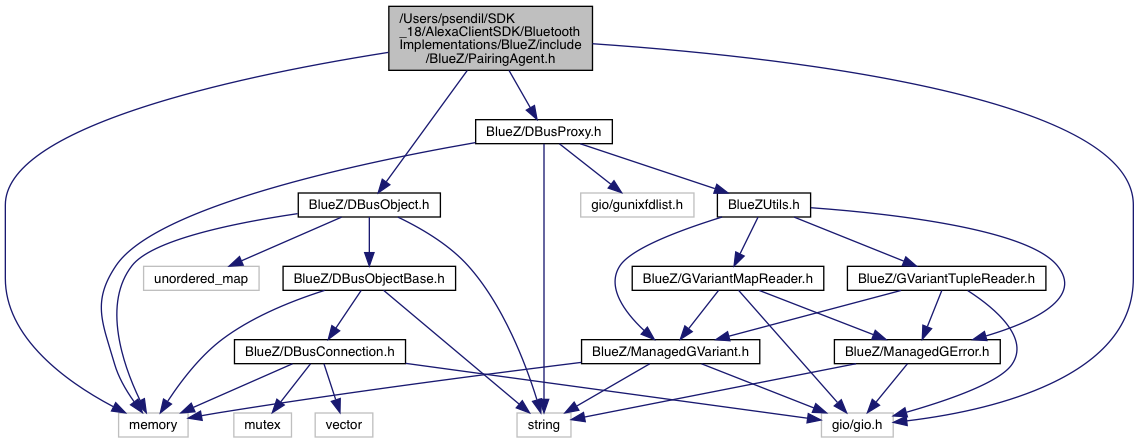 /Users/psendil/SDK
_18/AlexaClientSDK/Bluetooth
Implementations/BlueZ/include
/BlueZ/PairingAgent.h
BlueZ/DBusProxy.h
BlueZ/DBusObject.h
gio/gunixfdlist.h
BlueZUtils.h
unordered_map
BlueZ/DBusObjectBase.h
BlueZ/GVariantMapReader.h
BlueZ/GVariantTupleReader.h
BlueZ/DBusConnection.h
BlueZ/ManagedGVariant.h
BlueZ/ManagedGError.h
memory
mutex
vector
string
gio/gio.h